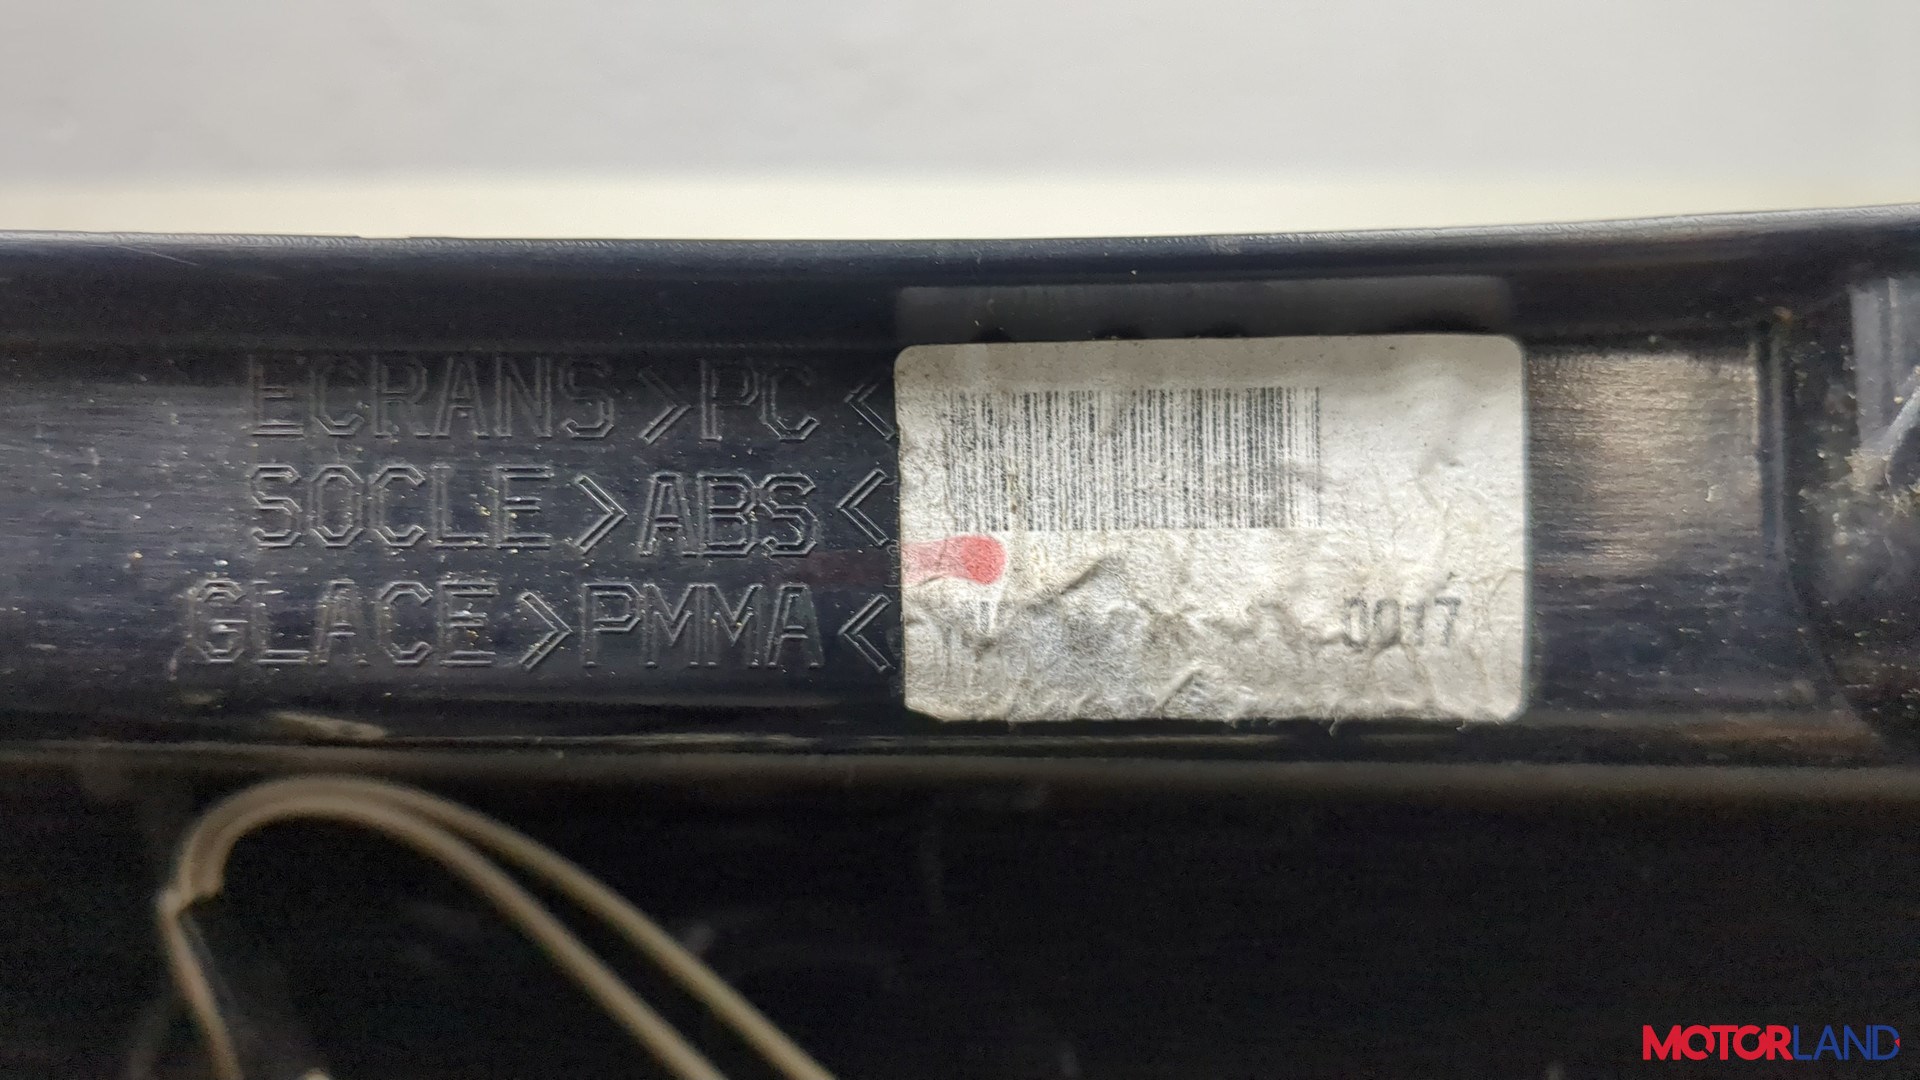 ECRANS >PC<
SOCLE >ABS<
GLACE >PMMA<
0017
MOTORLAND